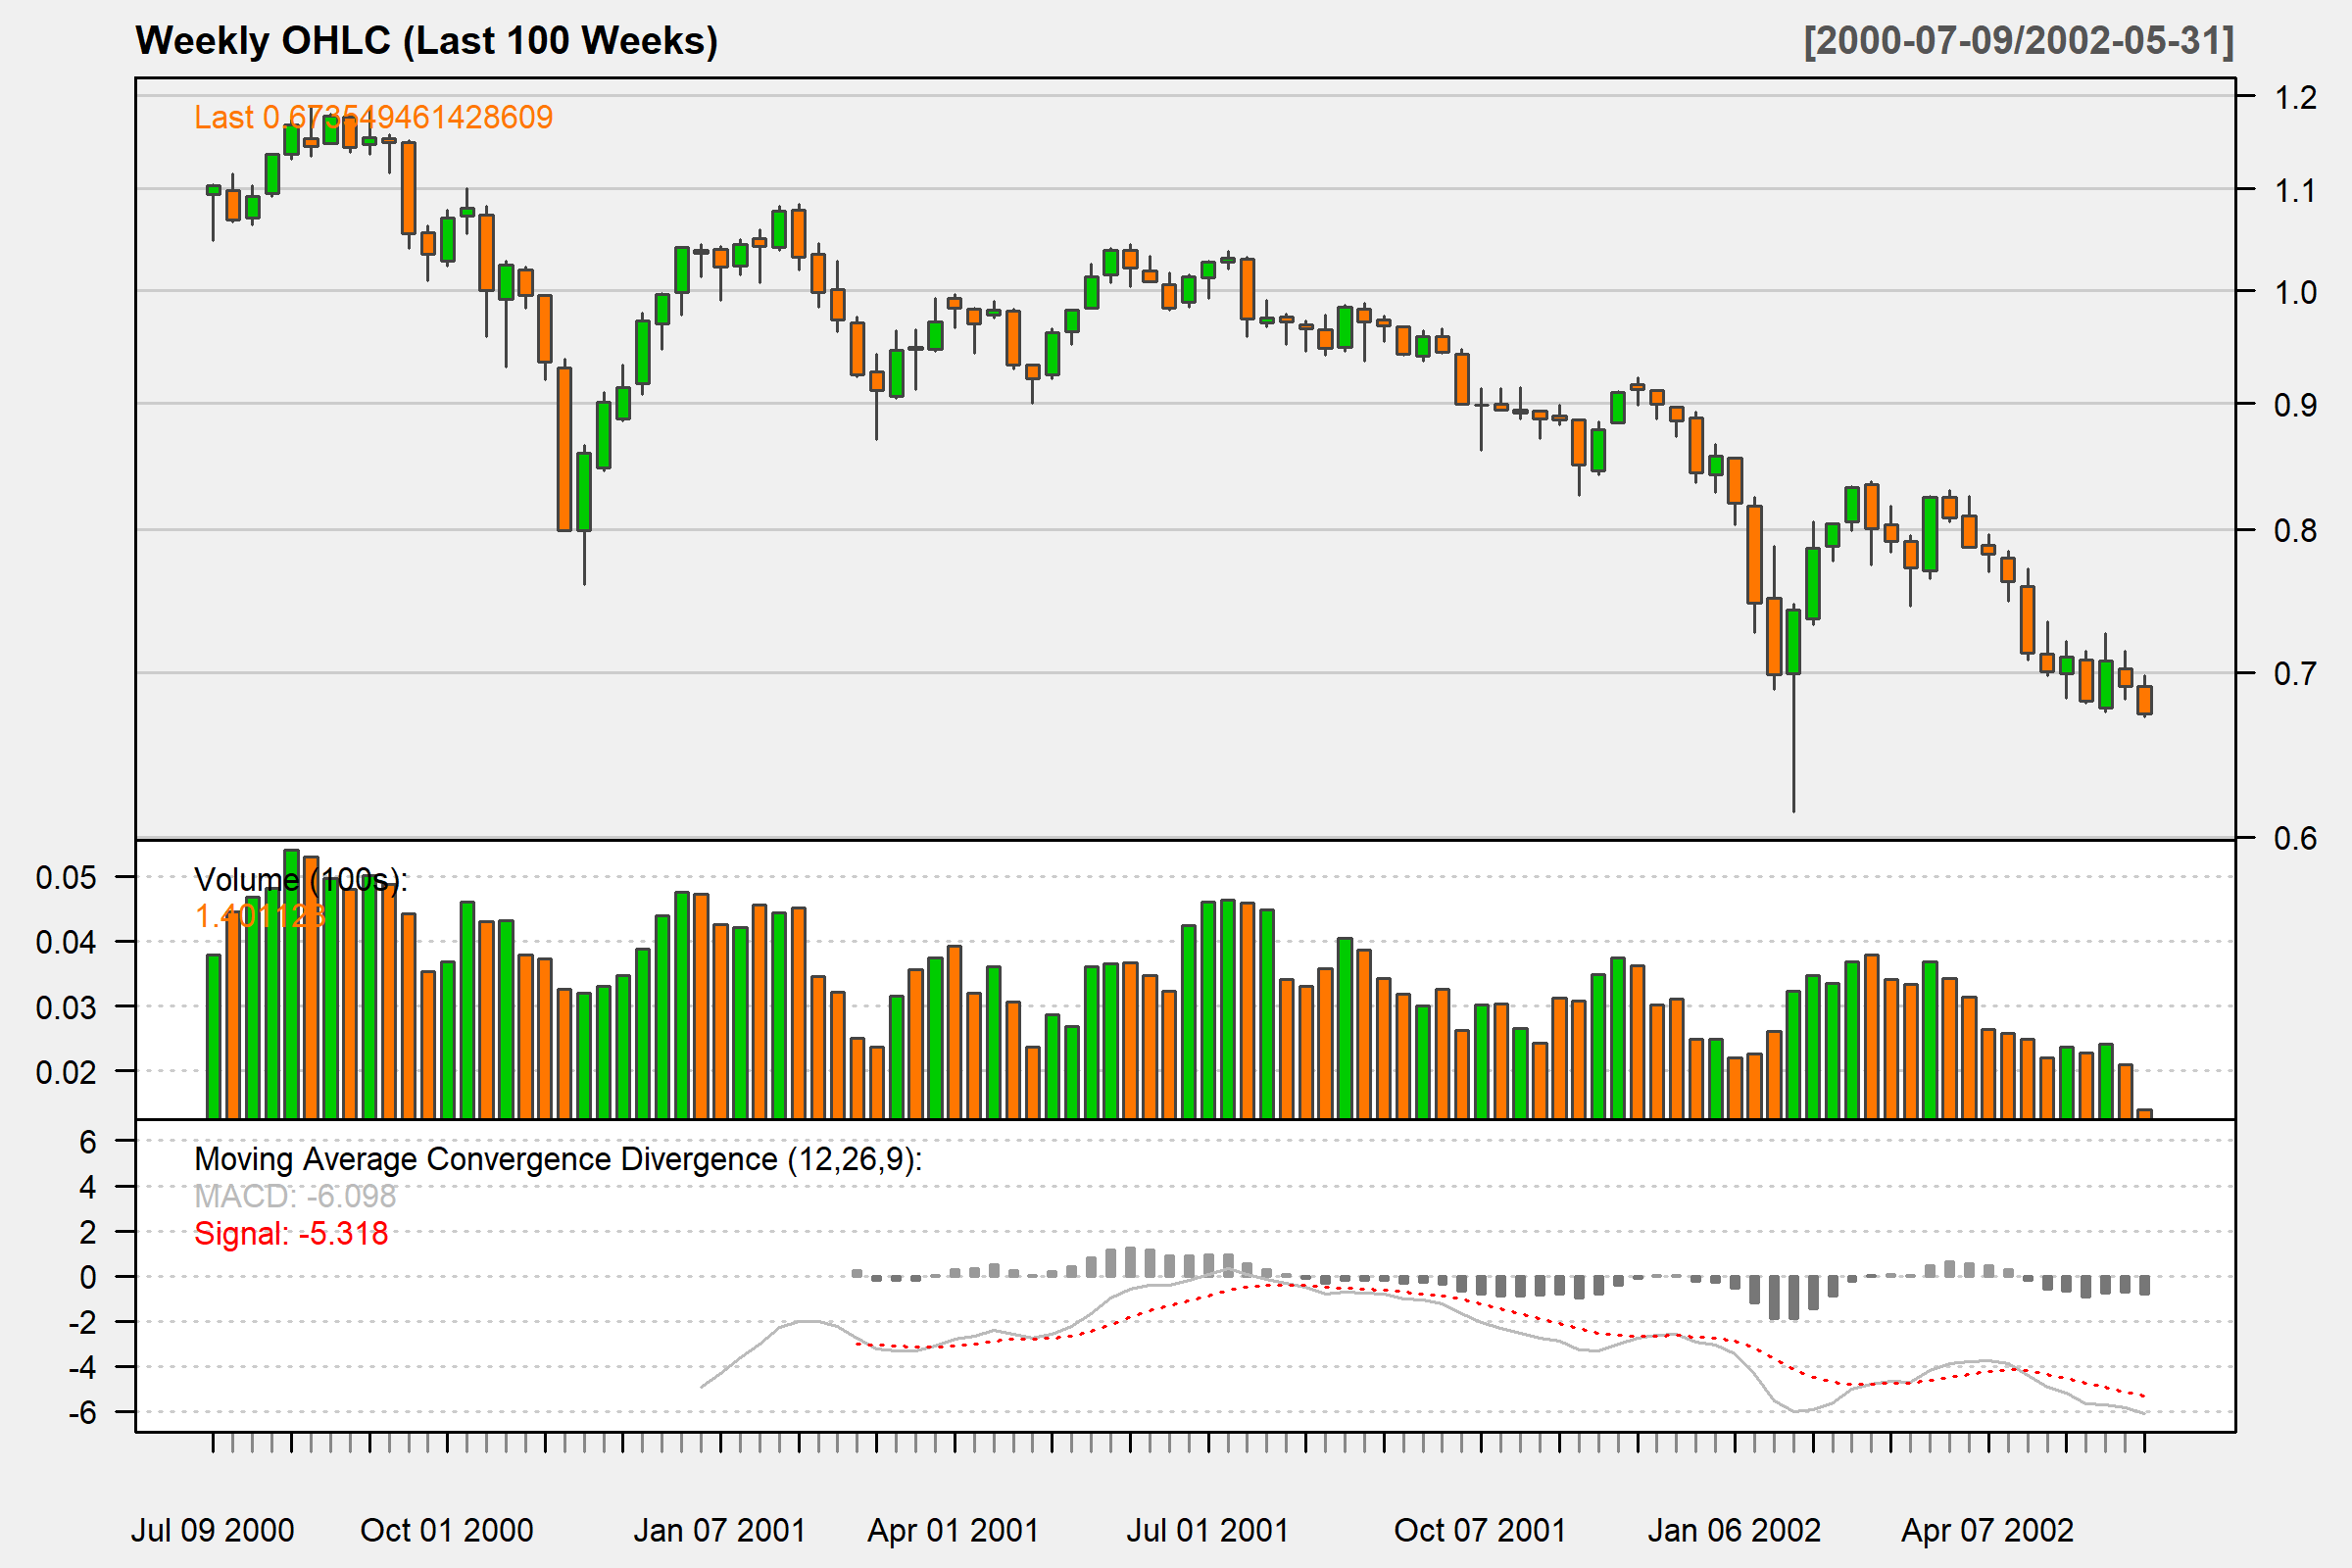 Weekly OHLC (Last 100 Weeks)
[2000-07-09/2002-05-31]
Last 0.673549461428609
1.2
1.1
1.0
0.9
0.8
0.7
0.6
Volume (100s):
1.401123
0.05
0.04
0.03
0.02
Moving Average Convergence Divergence (12,26,9):
MACD: -6.098
Signal: -5.318
6
4
2
0
-2
-4
-6
Jul 09 2000 Oct 01 2000 Jan 07 2001 Apr 01 2001 Jul 01 2001 Oct 07 2001 Jan 06 2002 Apr 07 2002